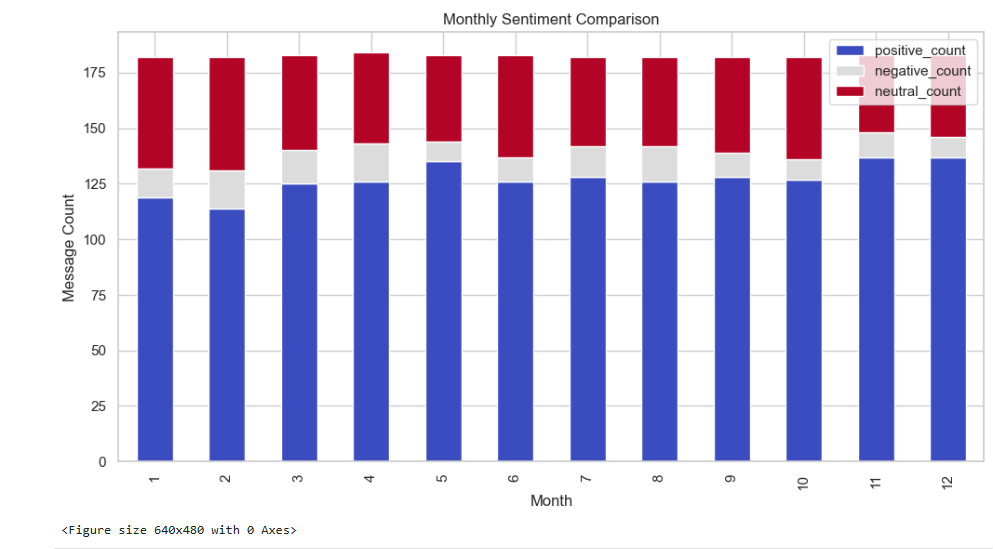 Monthly Sentiment Comparison
positive_count
negative_count
neutral_count
175
150
125
100
75
50
25
0
Message Count
1 2 3 4 5 6 7 8 9 10 11 12
Month
<Figure size 640x480 with 0 Axes>